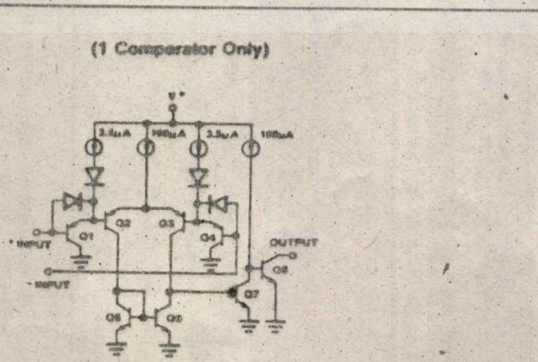 (1 Comperator Only)
V+
3.5µA 100µA 3.5µA 100µA
Q1 Q2 Q3 Q4
+ INPUT
OUTPUT
Q8
- INPUT
Q7
Q6 Q5